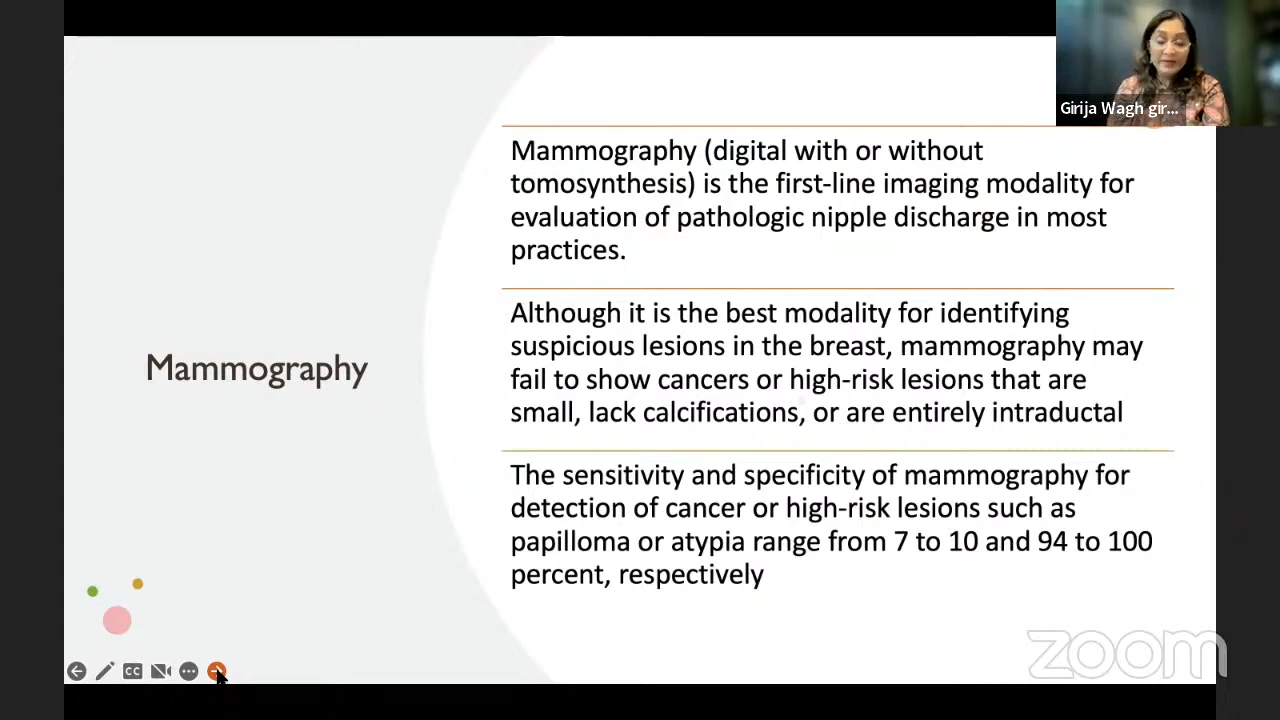 Girija Wagh gir...
Mammography (digital with or without
tomosynthesis) is the first-line imaging modality for
evaluation of pathologic nipple discharge in most
practices.
Although it is the best modality for identifying
suspicious lesions in the breast, mammography may
fail to show cancers or high-risk lesions that are
small, lack calcifications, or are entirely intraductal
Mammography
The sensitivity and specificity of mammography for
detection of cancer or high-risk lesions such as
papilloma or atypia range from 7 to 10 and 94 to 100
percent, respectively
CC
zoom